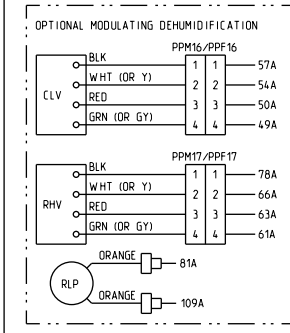 OPTIONAL MODULATING DEHUMIDIFICATION
PPM16/PPF16
CLV
BLK 1 1 57A
WHT (OR Y) 2 2 54A
RED 3 3 50A
GRN (OR GY) 4 4 49A
PPM17/PPF17
RHV
BLK 1 1 78A
WHT (OR Y) 2 2 66A
RED 3 3 63A
GRN (OR GY) 4 4 61A
RLP
ORANGE 81A
ORANGE 109A